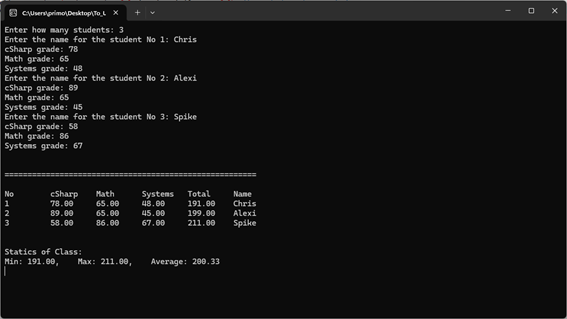 C:\Users\primo\Desktop\To_L
Enter how many students: 3
Enter the name for the student No 1: Chris
cSharp grade: 78
Math grade: 65
Systems grade: 48
Enter the name for the student No 2: Alexi
cSharp grade: 89
Math grade: 65
Systems grade: 45
Enter the name for the student No 3: Spike
cSharp grade: 58
Math grade: 86
Systems grade: 67
=======================================================
No cSharp Math Systems Total Name
1 78.00 65.00 48.00 191.00 Chris
2 89.00 65.00 45.00 199.00 Alexi
3 58.00 86.00 67.00 211.00 Spike
Statics of Class:
Min: 191.00, Max: 211.00, Average: 200.33